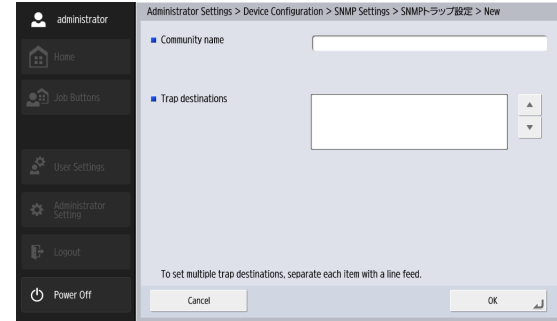 administrator
Home
Job Buttons
User Settings
Administrator
Setting
Logout
Power Off
Administrator Settings > Device Configuration > SNMP Settings > SNMPトラップ設定 > New
Community name
Trap destinations
To set multiple trap destinations, separate each item with a line feed.
Cancel
OK